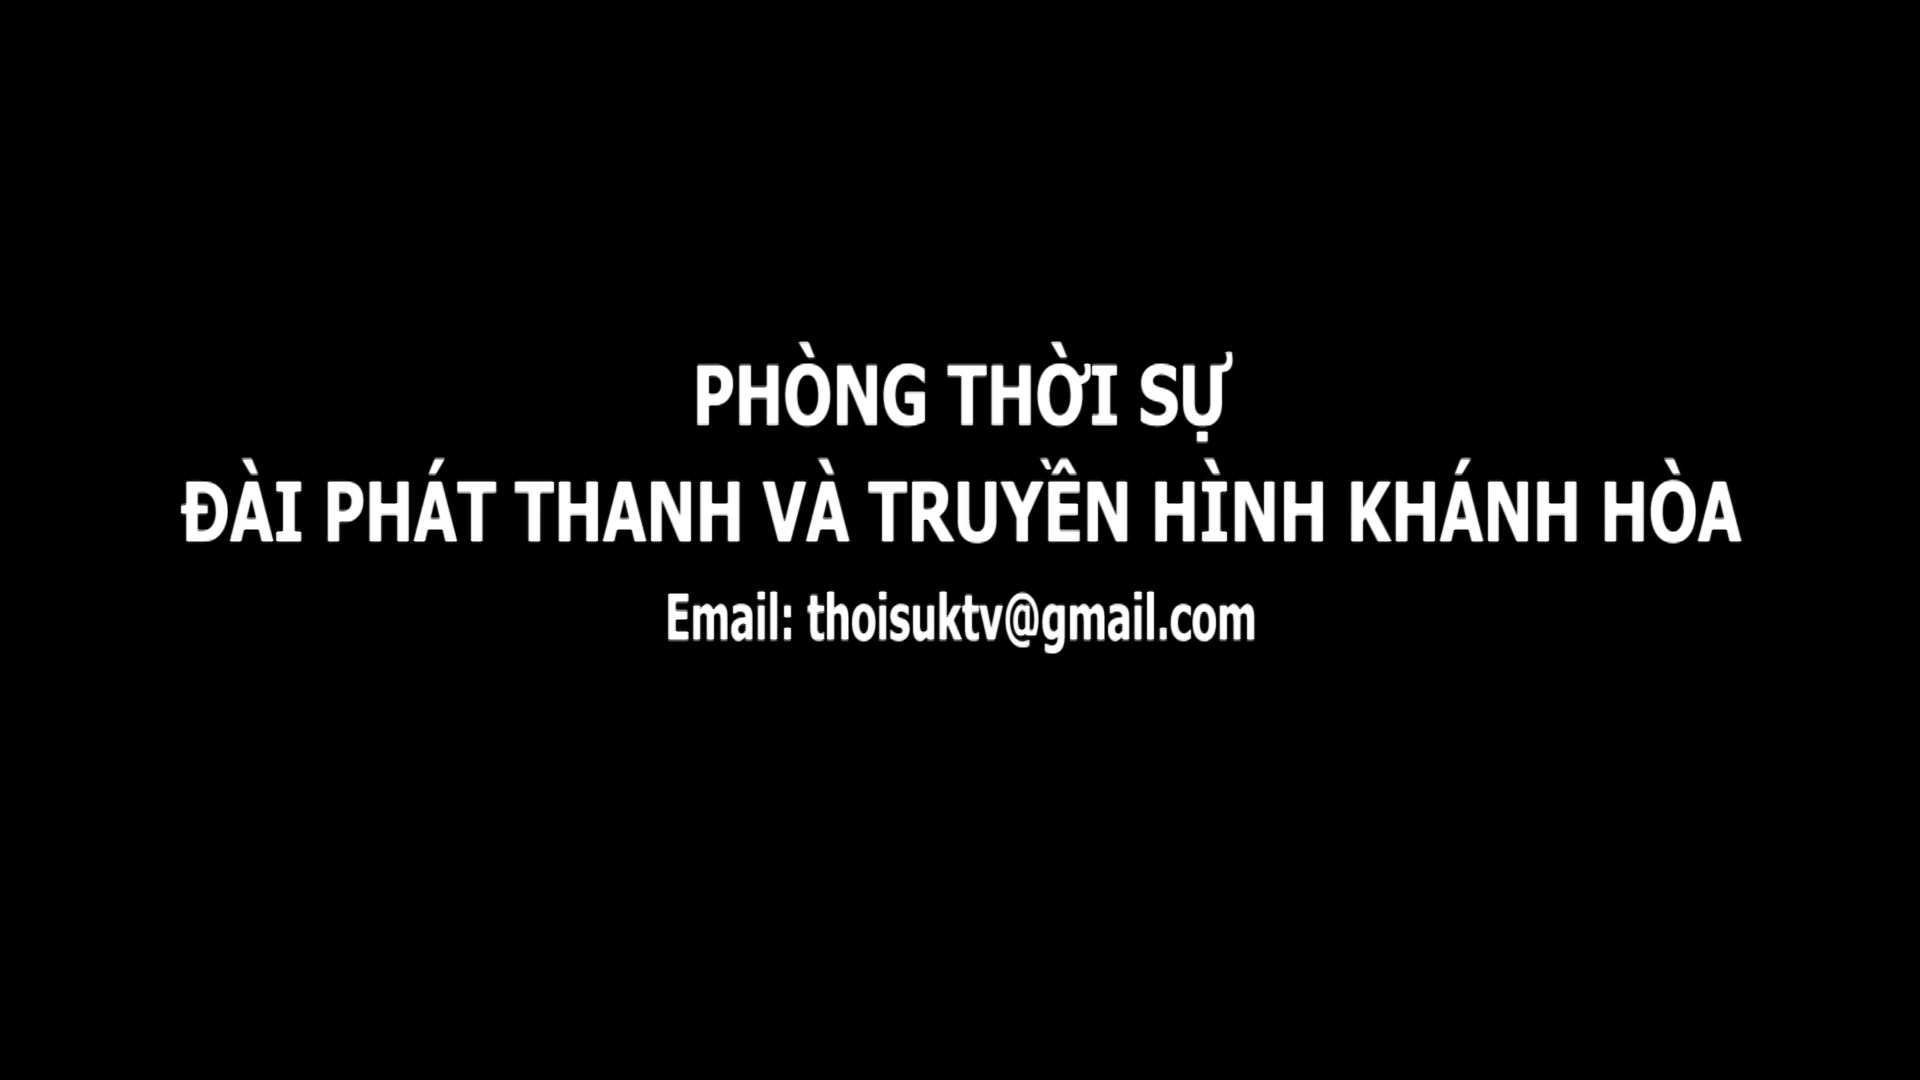 PHÒNG THỜI SỰ
ĐÀI PHÁT THANH VÀ TRUYỀN HÌNH KHÁNH HÒA
Email: thoisuktv@gmail.com